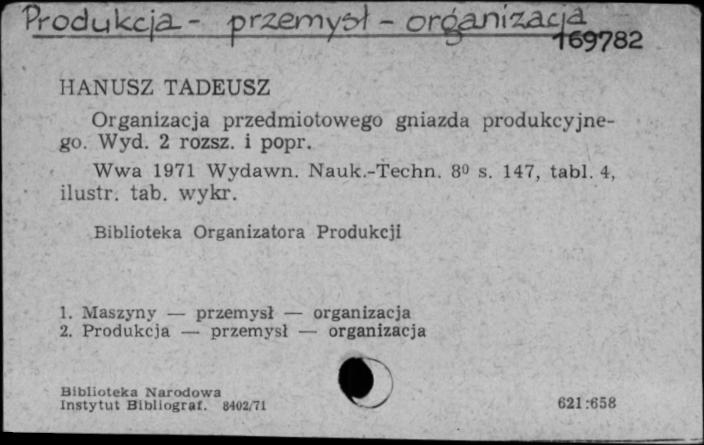 Produkcja - przemysł - organizacja
169782
HANUSZ TADEUSZ
Organizacja przedmiotowego gniazda produkcyjne-
go. Wyd. 2 rozsz. i popr.
Wwa 1971 Wydawn. Nauk.-Techn. 8⁰ s. 147, tabl. 4,
ilustr. tab. wykr.
Biblioteka Organizatora Produkcji
1. Maszyny — przemysł — organizacja
2. Produkcja — przemysł — organizacja
Biblioteka Narodowa
Instytut Bibliograf. 8402/71
621:658